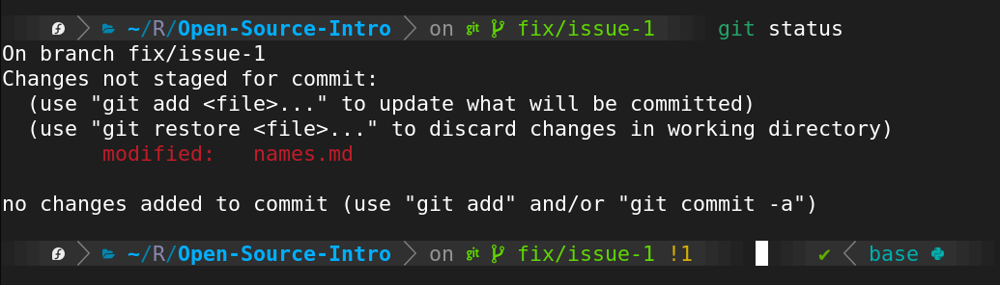 ~/R/Open-Source-Intro on git fix/issue-1 git status
On branch fix/issue-1
Changes not staged for commit:
  (use "git add <file>..." to update what will be committed)
  (use "git restore <file>..." to discard changes in working directory)
        modified:   names.md
no changes added to commit (use "git add" and/or "git commit -a")
~/R/Open-Source-Intro on git fix/issue-1 !1 ✔ base